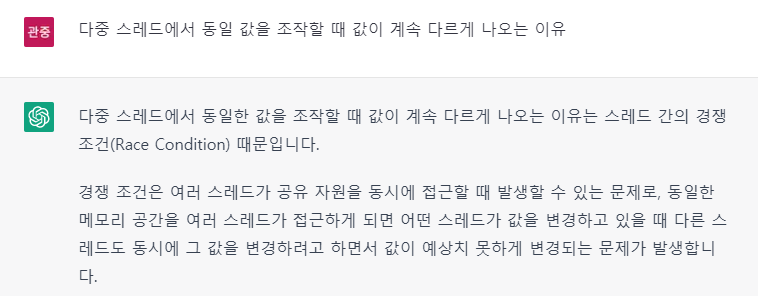 관중
다중 스레드에서 동일 값을 조작할 때 값이 계속 다르게 나오는 이유
다중 스레드에서 동일한 값을 조작할 때 값이 계속 다르게 나오는 이유는 스레드 간의 경쟁
조건(Race Condition) 때문입니다.
경쟁 조건은 여러 스레드가 공유 자원을 동시에 접근할 때 발생할 수 있는 문제로, 동일한
메모리 공간을 여러 스레드가 접근하게 되면 어떤 스레드가 값을 변경하고 있을 때 다른 스
레드도 동시에 그 값을 변경하려고 하면서 값이 예상치 못하게 변경되는 문제가 발생합니
다.